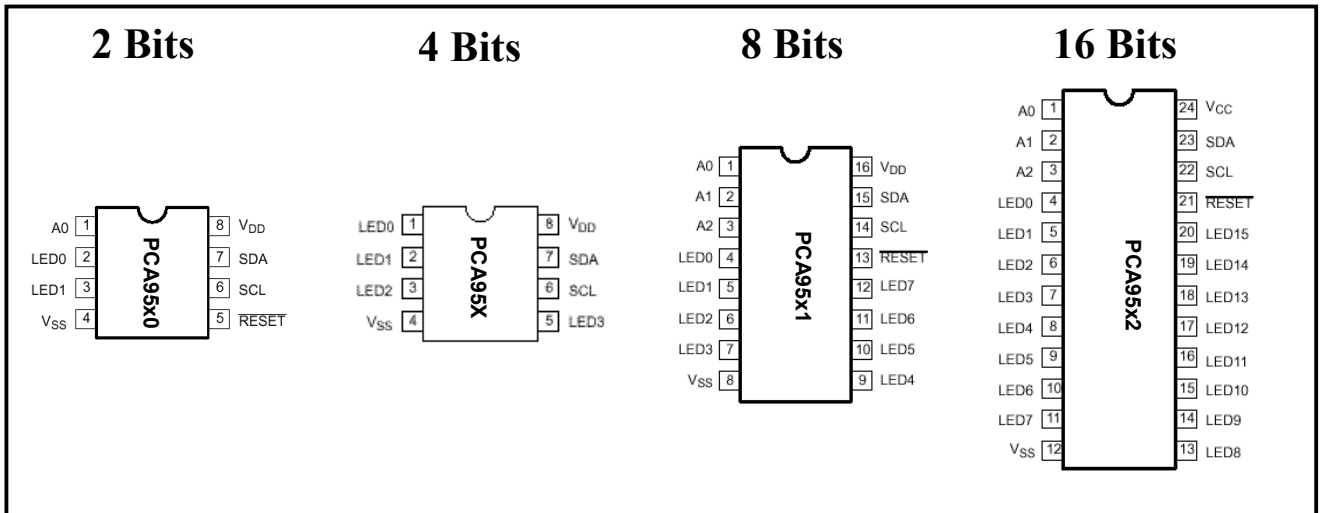 2 Bits
4 Bits
8 Bits
16 Bits
PCA95x0
A0 1
LED0 2
LED1 3
VSS 4
8 VDD
7 SDA
6 SCL
5 RESET
PCA95X
LED0 1
LED1 2
LED2 3
VSS 4
8 VDD
7 SDA
6 SCL
5 LED3
PCA95x1
A0 1
A1 2
A2 3
LED0 4
LED1 5
LED2 6
LED3 7
VSS 8
16 VDD
15 SDA
14 SCL
13 RESET
12 LED7
11 LED6
10 LED5
9 LED4
PCA95x2
A0 1
A1 2
A2 3
LED0 4
LED1 5
LED2 6
LED3 7
LED4 8
LED5 9
LED6 10
LED7 11
VSS 12
24 VCC
23 SDA
22 SCL
21 RESET
20 LED15
19 LED14
18 LED13
17 LED12
16 LED11
15 LED10
14 LED9
13 LED8